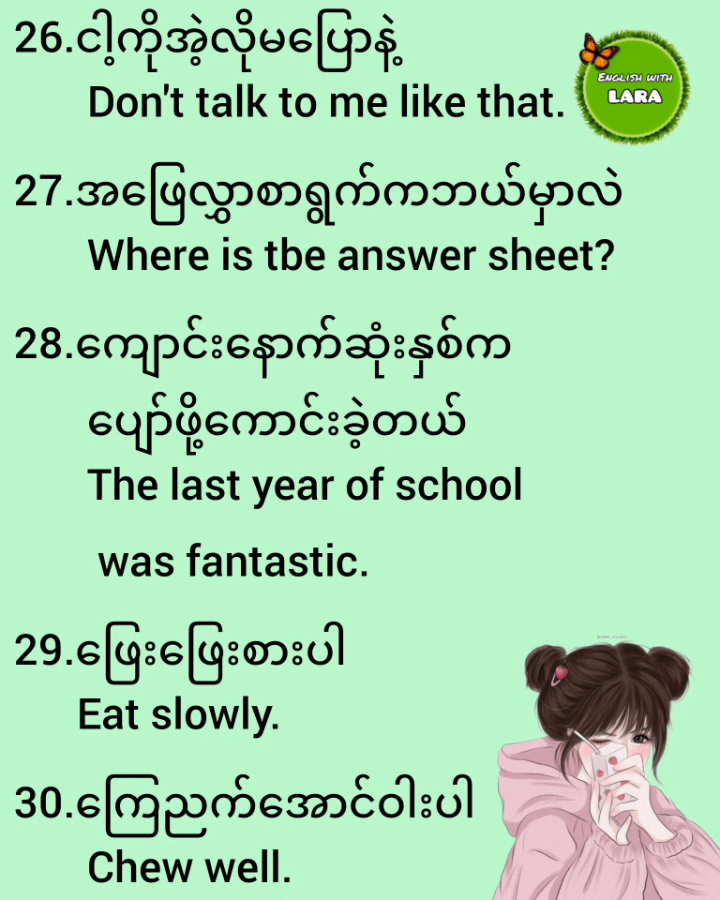 26.ငါ့ကိုအဲ့လိုမပြောနဲ့
Don't talk to me like that.
ENGLISH WITH
LARA
27.အဖြေလွှာစာရွက်ကဘယ်မှာလဲ
Where is tbe answer sheet?
28.ကျောင်းနောက်ဆုံးနှစ်က
ပျော်ဖို့ကောင်းခဲ့တယ်
The last year of school
was fantastic.
29.ဖြေးဖြေးစားပါ
Eat slowly.
30.ကြေညက်အောင်ဝါးပါ
Chew well.